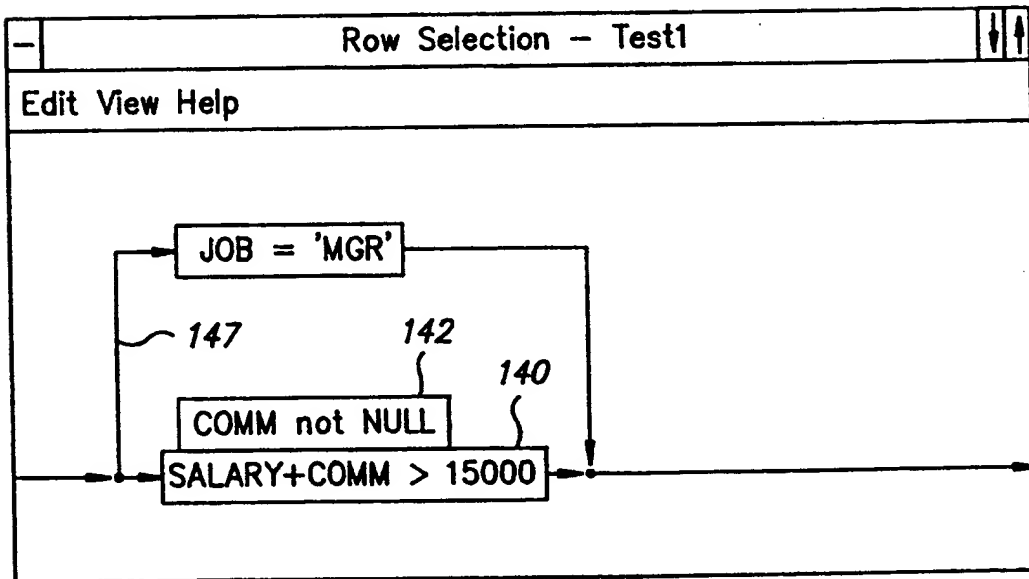 Row Selection – Test1
Edit View Help
JOB = 'MGR'
147
142
140
COMM not NULL
SALARY+COMM > 15000